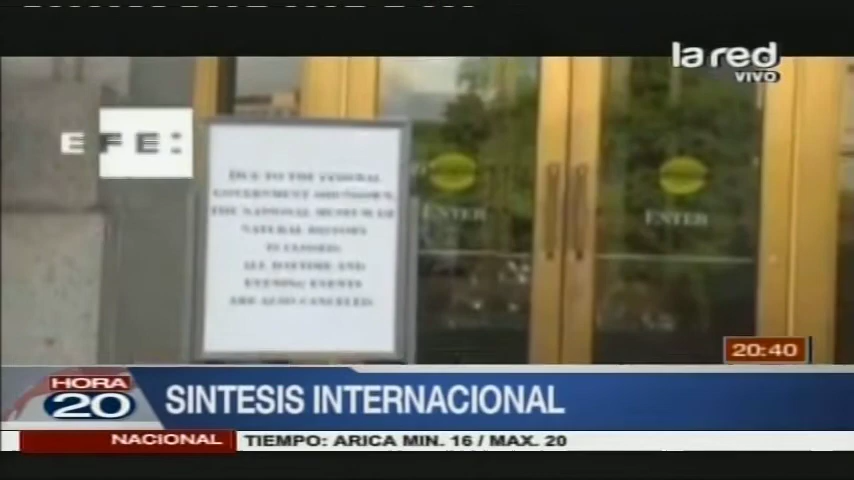 la red
VIVO
EFE:
DUE TO THE FEDERAL
GOVERNMENT SHUTDOWN,
THE NATIONAL MUSEUM OF
NATURAL HISTORY
IS CLOSED.
ALL DAYTIME AND
EVENING EVENTS
ARE ALSO CANCELED.
ENTER
ENTER
20:40
HORA
20
SINTESIS INTERNACIONAL
NACIONAL
TIEMPO: ARICA MIN. 16 / MAX. 20